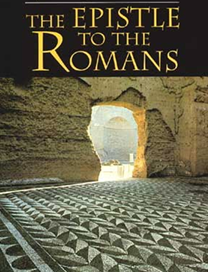 THE EPISTLE
TO THE
ROMANS